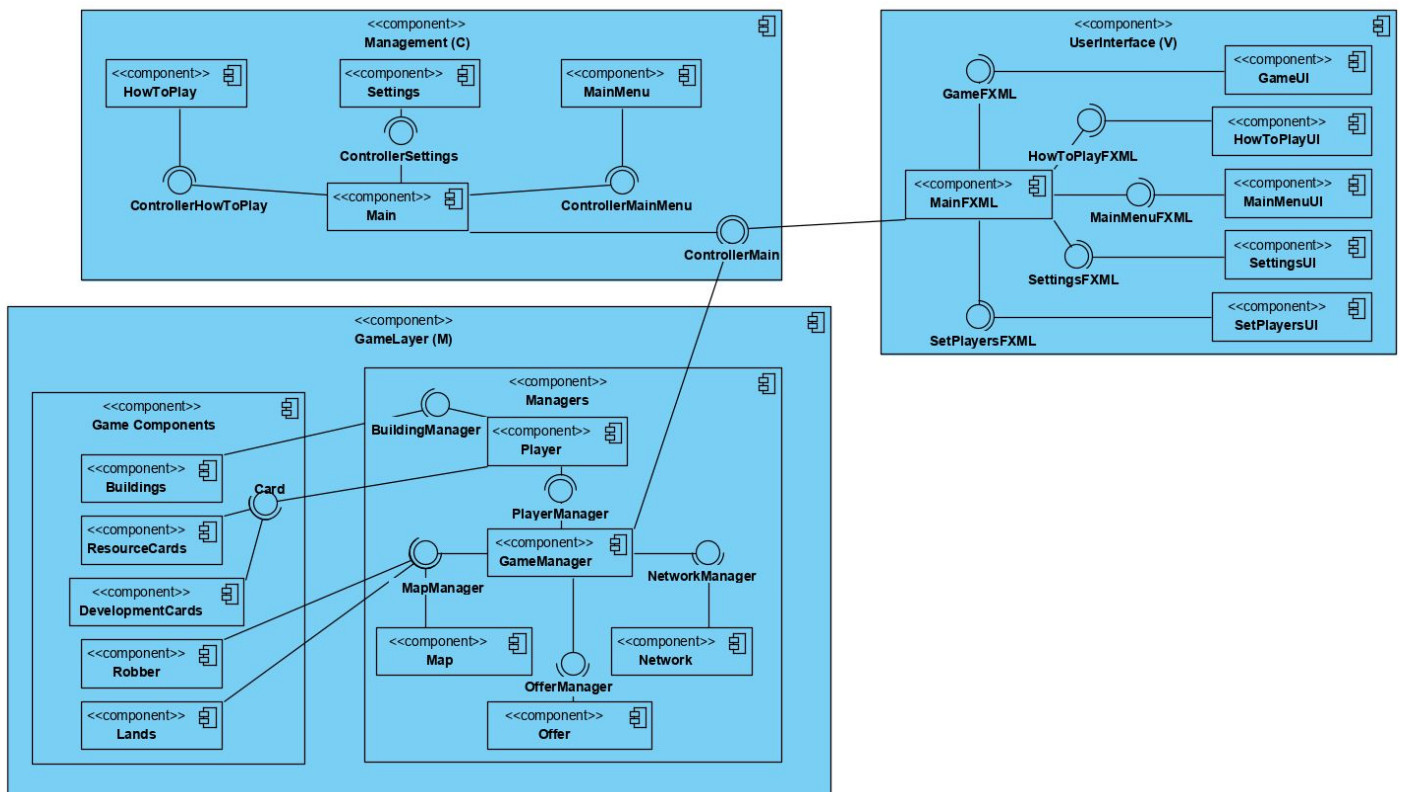 <<component>>
Management (C)
<<component>>
HowToPlay
<<component>>
Settings
<<component>>
MainMenu
ControllerSettings
ControllerHowToPlay
<<component>>
Main
ControllerMainMenu
ControllerMain
<<component>>
UserInterface (V)
<<component>>
GameUI
GameFXML
<<component>>
HowToPlayUI
HowToPlayFXML
<<component>>
MainFXML
<<component>>
MainMenuUI
MainMenuFXML
<<component>>
SettingsUI
SettingsFXML
<<component>>
SetPlayersUI
SetPlayersFXML
<<component>>
GameLayer (M)
<<component>>
Game Components
<<component>>
Buildings
Card
<<component>>
ResourceCards
<<component>>
DevelopmentCards
<<component>>
Robber
<<component>>
Lands
<<component>>
Managers
BuildingManager
<<component>>
Player
PlayerManager
<<component>>
GameManager
MapManager
NetworkManager
<<component>>
Map
<<component>>
Network
OfferManager
<<component>>
Offer